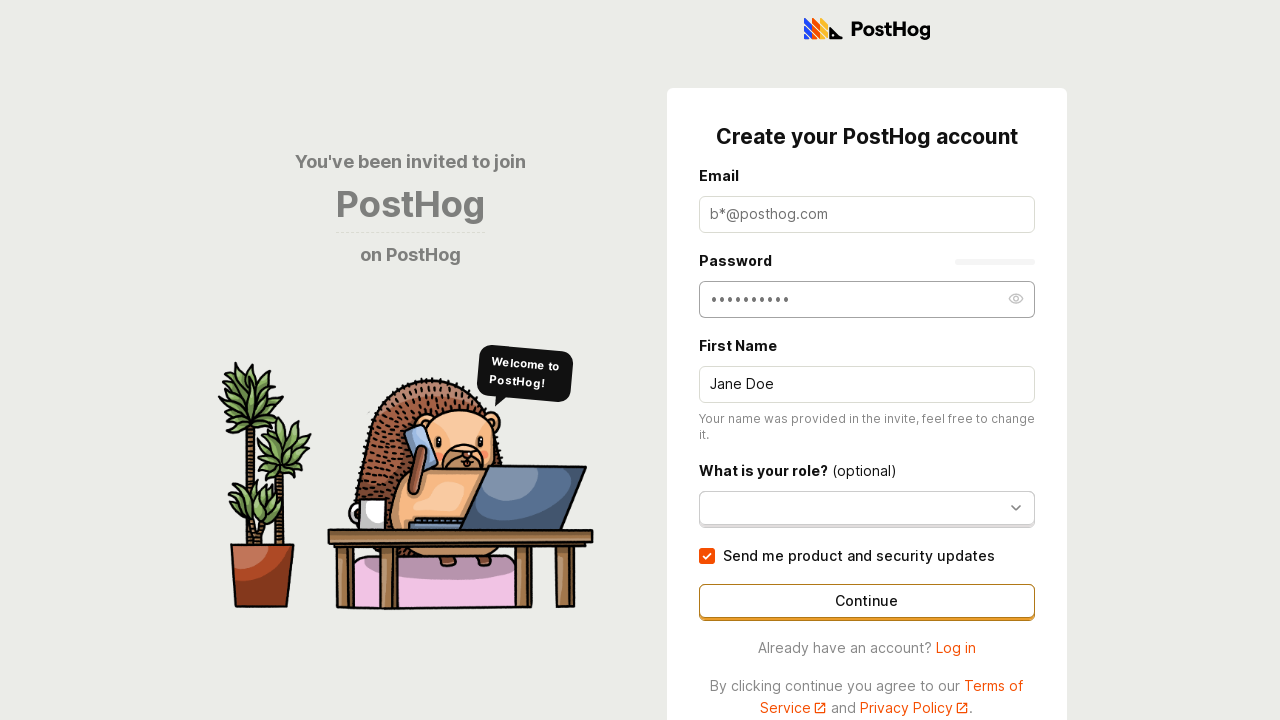 PostHog
You've been invited to join
PostHog
on PostHog
Welcome to
PostHog!
Create your PostHog account
Email
b*@posthog.com
Password
••••••••••
First Name
Jane Doe
Your name was provided in the invite, feel free to change
it.
What is your role? (optional)
Send me product and security updates
Continue
Already have an account? Log in
By clicking continue you agree to our Terms of
Service and Privacy Policy.